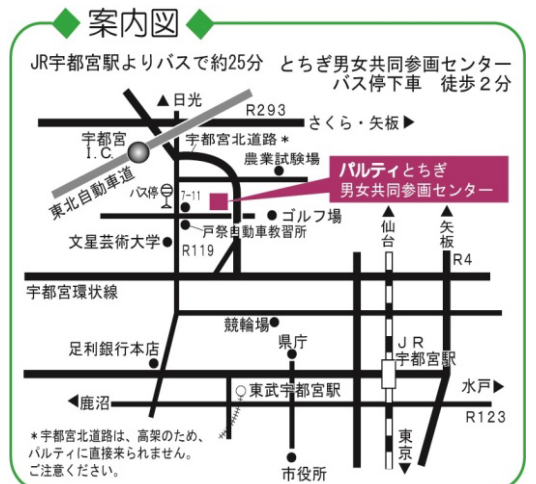 案内図
JR宇都宮駅よりバスで約25分 とちぎ男女共同参画センター
バス停下車 徒歩2分
▲日光
R293
さくら・矢板▶
宇都宮
I.C.
宇都宮北道路*
農業試験場
東北自動車道
パルティとちぎ
男女共同参画センター
バス停
7-11
ゴルフ場
戸祭自動車教習所
文星芸術大学
R119
▲仙台
▲矢板
R4
宇都宮環状線
競輪場
県庁
JR
宇都宮駅
足利銀行本店
東武宇都宮駅
水戸▶
◀鹿沼
R123
東京▼
*宇都宮北道路は、高架のため、
パルティに直接来られません。
ご注意ください。
市役所